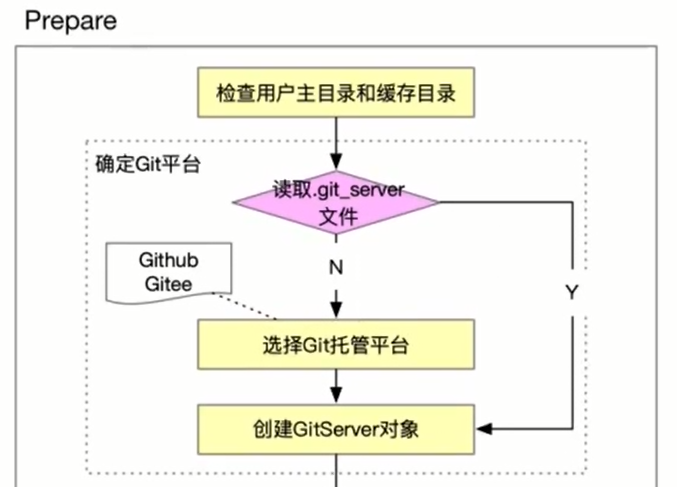 Prepare
检查用户主目录和缓存目录
确定Git平台
读取.git_server
文件
Github
Gitee
N
Y
选择Git托管平台
创建GitServer对象